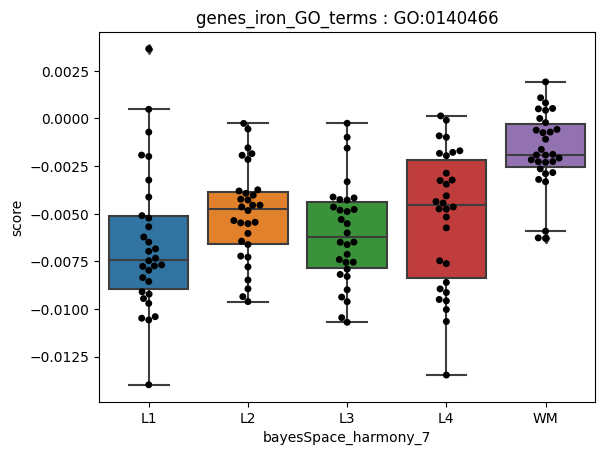 genes_iron_GO_terms : GO:0140466
0.0025
0.0000
−0.0025
−0.0050
−0.0075
−0.0100
−0.0125
score
L1 L2 L3 L4 WM
bayesSpace_harmony_7